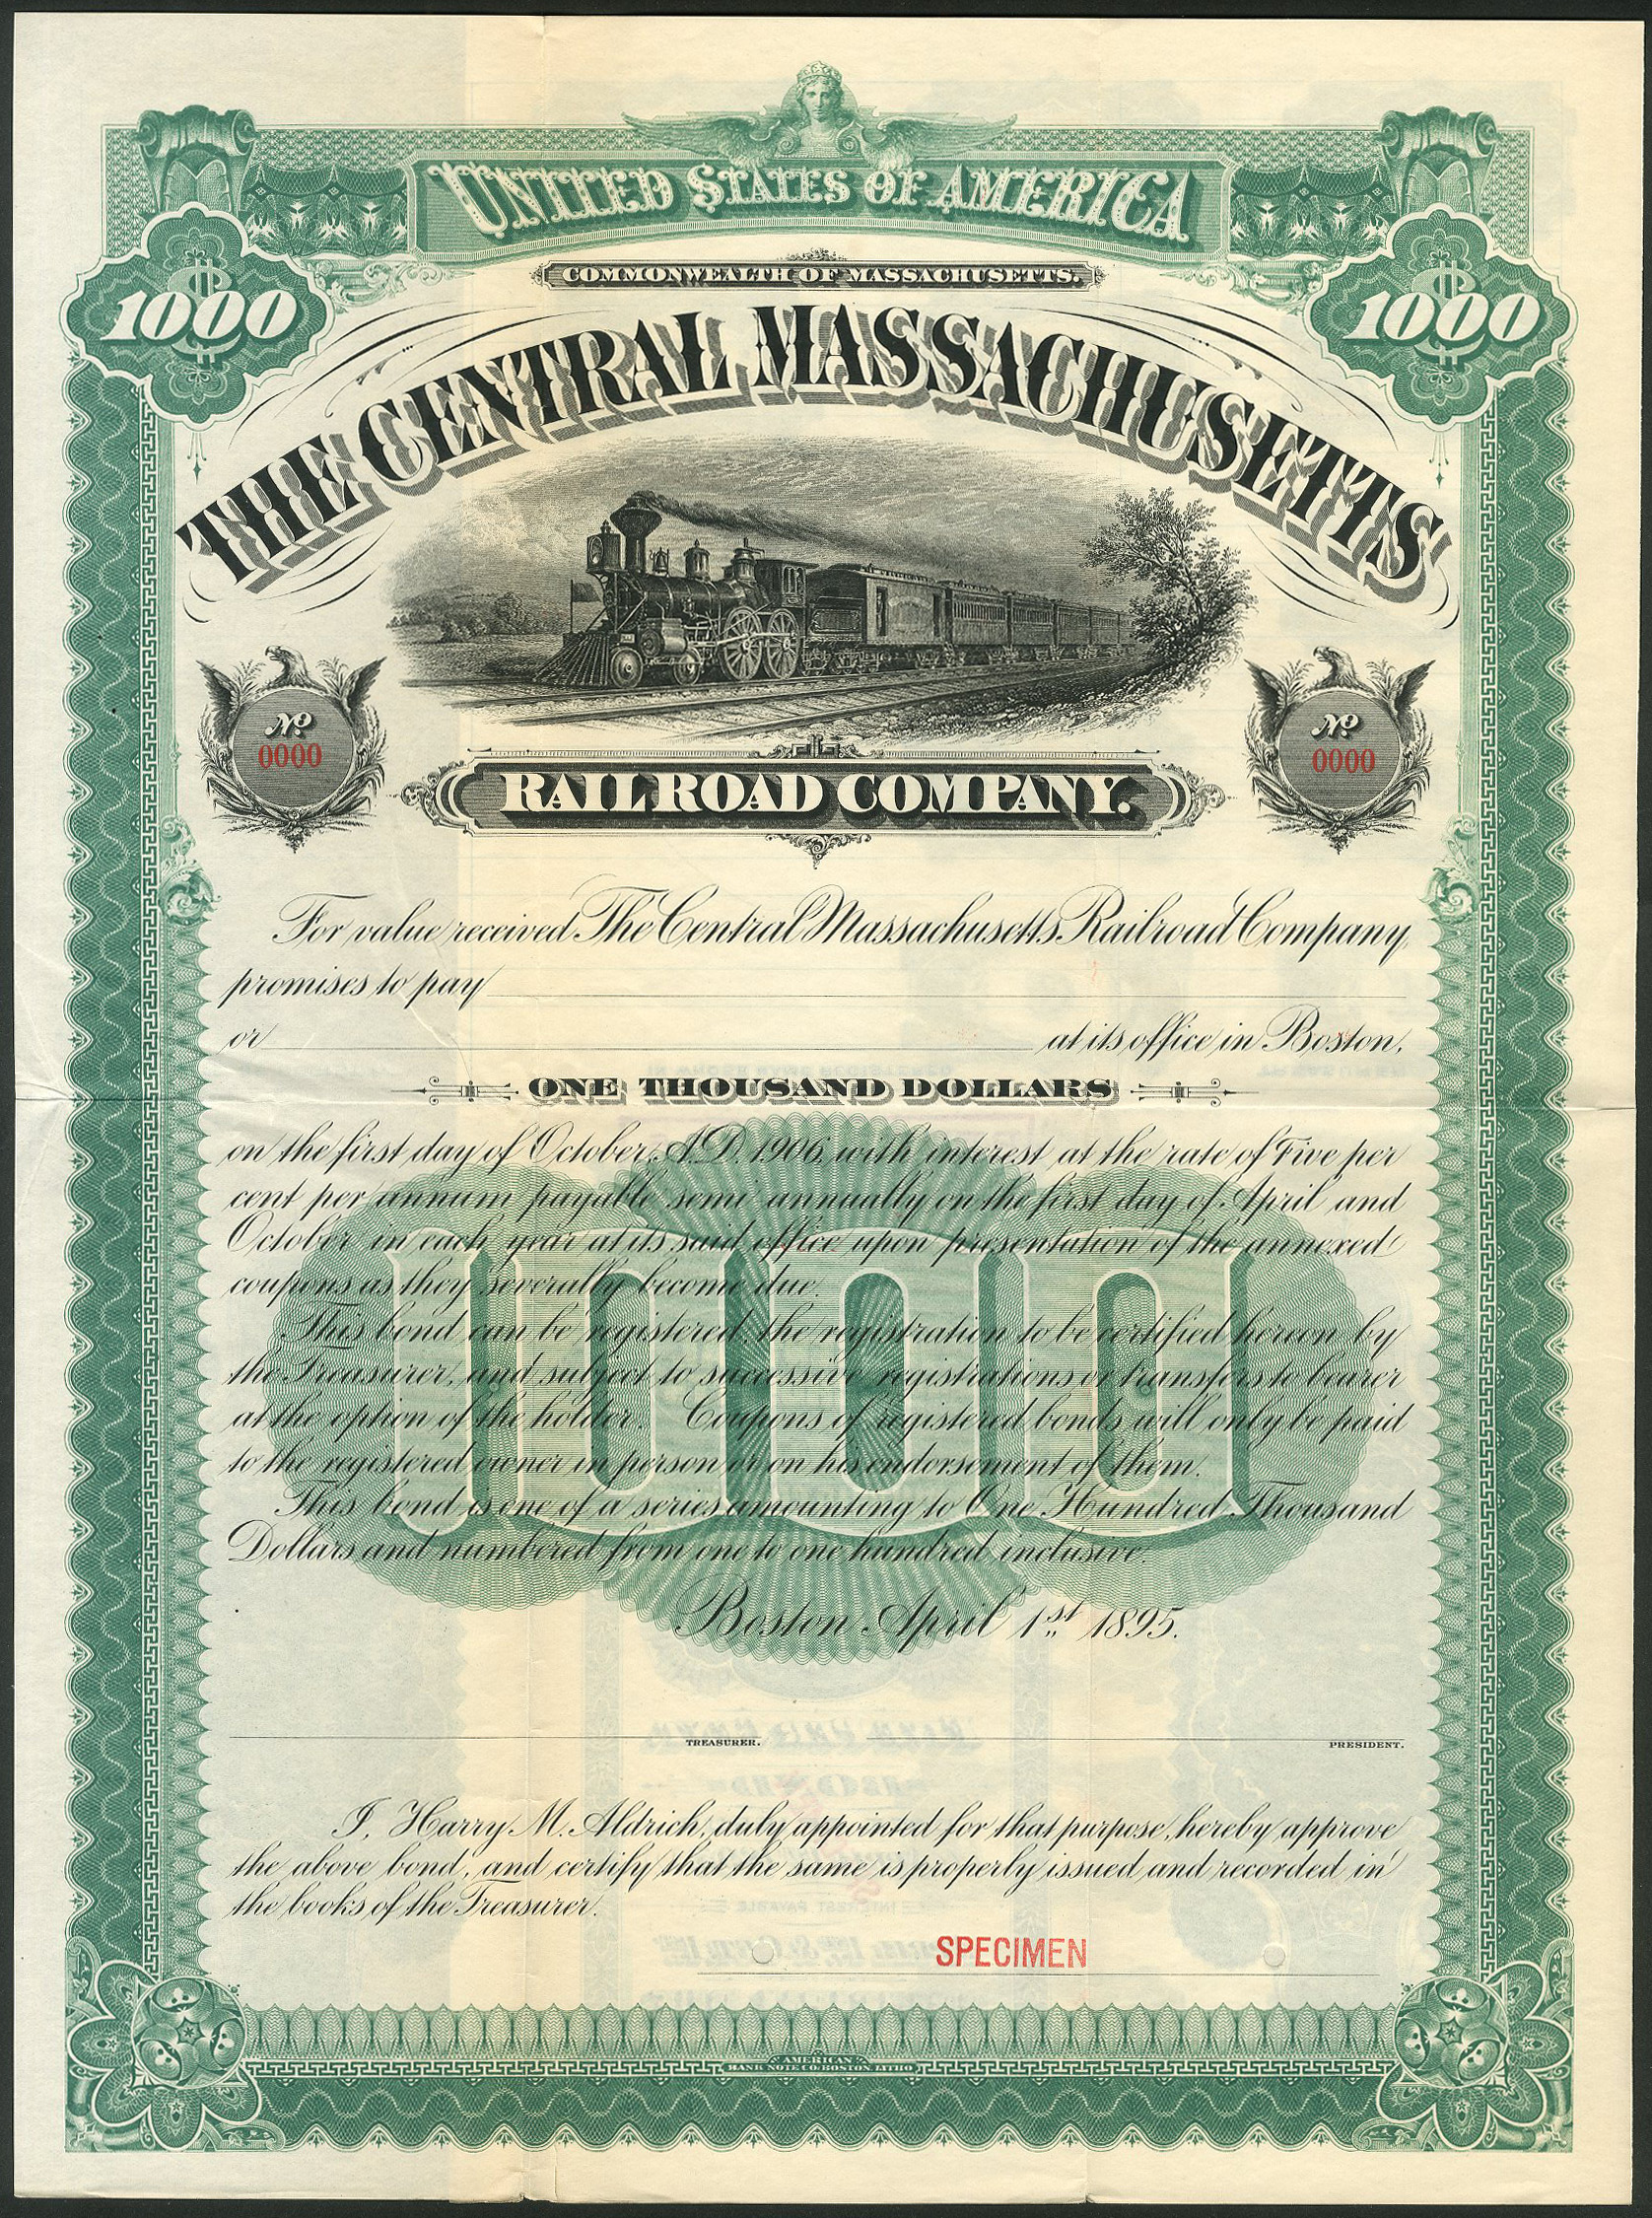 UNITED STATES OF AMERICA
COMMONWEALTH OF MASSACHUSETTS.
$1000
$1000
THE CENTRAL MASSACHUSETTS
No 0000
No 0000
RAILROAD COMPANY.
For value received The Central Massachusetts Railroad Company
promises to pay
or at its office in Boston,
ONE THOUSAND DOLLARS
on the first day of October, A.D. 1906, with interest at the rate of Five per
cent per annum payable semi annually on the first day of April and
October in each year at its said office upon presentation of the annexed
coupons as they severally become due.
This bond can be registered, the registration to be certified hereon by
the Treasurer, and subject to successive registrations or transfers to bearer
at the option of the holder. Coupons of registered bonds will only be paid
to the registered owner in person or on his endorsement of them.
This bond is one of a series amounting to One Hundred Thousand
Dollars and numbered from one to one hundred inclusive.
1000
Boston April 1st 1895.
TREASURER.
PRESIDENT.
I, Harry M. Aldrich, duly appointed for that purpose, hereby approve
the above bond, and certify that the same is properly issued and recorded in
the books of the Treasurer.
SPECIMEN
AMERICAN
BANK NOTE CO. BOSTON, LITHO